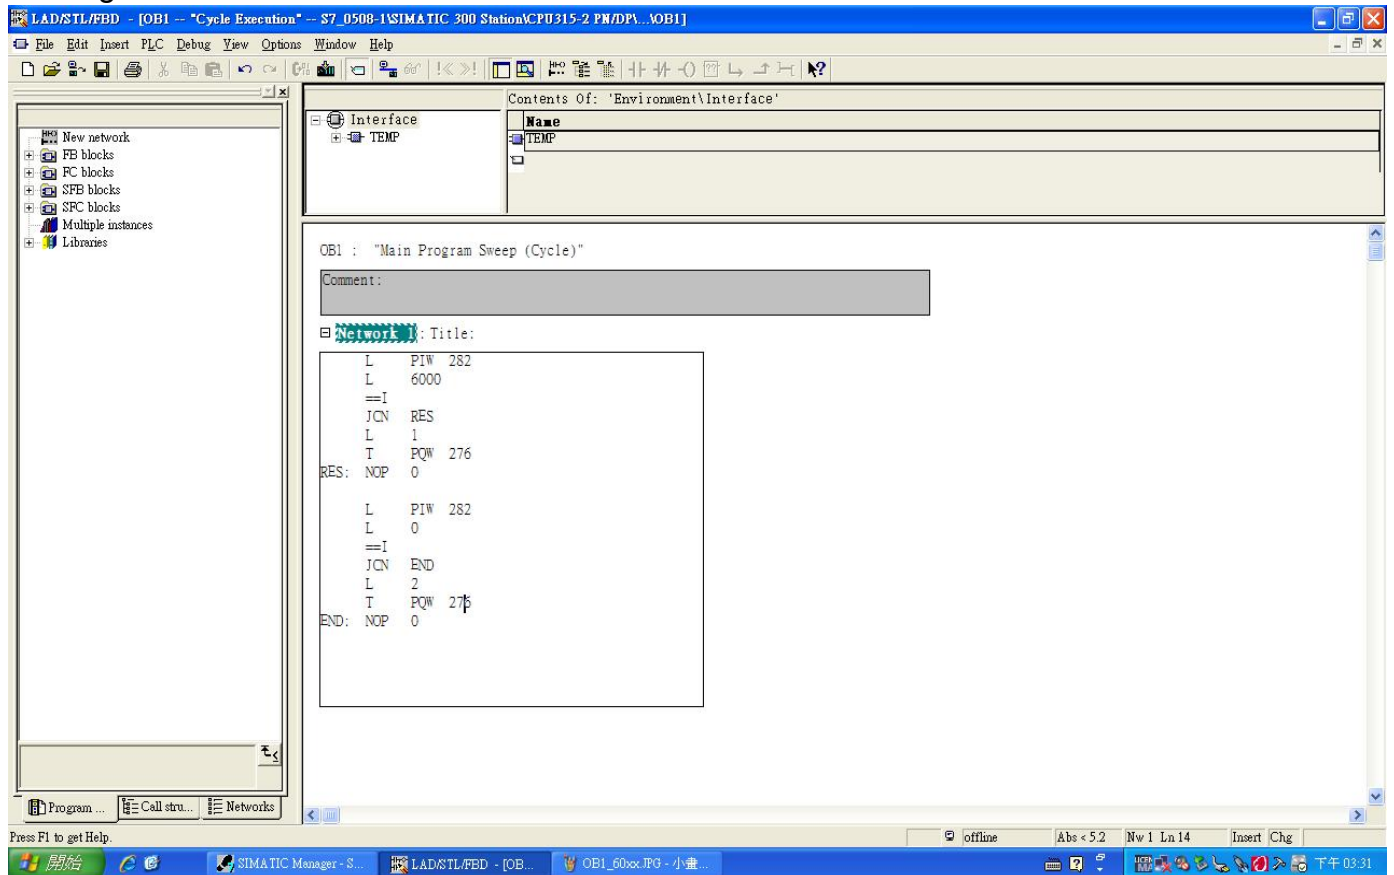 LAD/STL/FBD - [OB1 -- "Cycle Execution" -- S7_0508-1\SIMATIC 300 Station\CPU315-2 PN/DP\...\OB1]
File Edit Insert PLC Debug View Options Window Help
Contents Of: 'Environment\Interface'
Interface
TEMP
Name
TEMP
New network
FB blocks
FC blocks
SFB blocks
SFC blocks
Multiple instances
Libraries
OB1 : "Main Program Sweep (Cycle)"
Comment:
Network 1: Title:
L PIW 282
L 6000
==I
JCN RES
L 1
T PQW 276
RES: NOP 0
L PIW 282
L 0
==I
JCN END
L 2
T PQW 276
END: NOP 0
Program ... Call stru... Networks
Press F1 to get Help.
offline Abs < 5.2 Nw 1 Ln 14 Insert Chg
開始 SIMATIC Manager - S... LAD/STL/FBD - [OB... OB1_60xx.JPG - 小畫... 下午 03:31